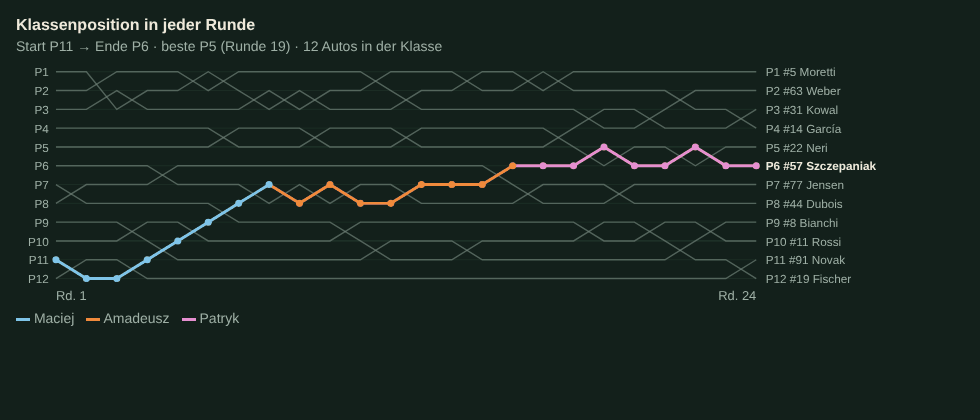 Klassenposition in jeder Runde
Start P11 → Ende P6 · beste P5 (Runde 19) · 12 Autos in der Klasse
P1 P1 #5 Moretti
P2 P2 #63 Weber
P3 P3 #31 Kowal
P4 P4 #14 García
P5 P5 #22 Neri
P6 P6 #57 Szczepaniak
P7 P7 #77 Jensen
P8 P8 #44 Dubois
P9 P9 #8 Bianchi
P10 P10 #11 Rossi
P11 P11 #91 Novak
P12 P12 #19 Fischer
Rd. 1 Rd. 24
Maciej Amadeusz Patryk